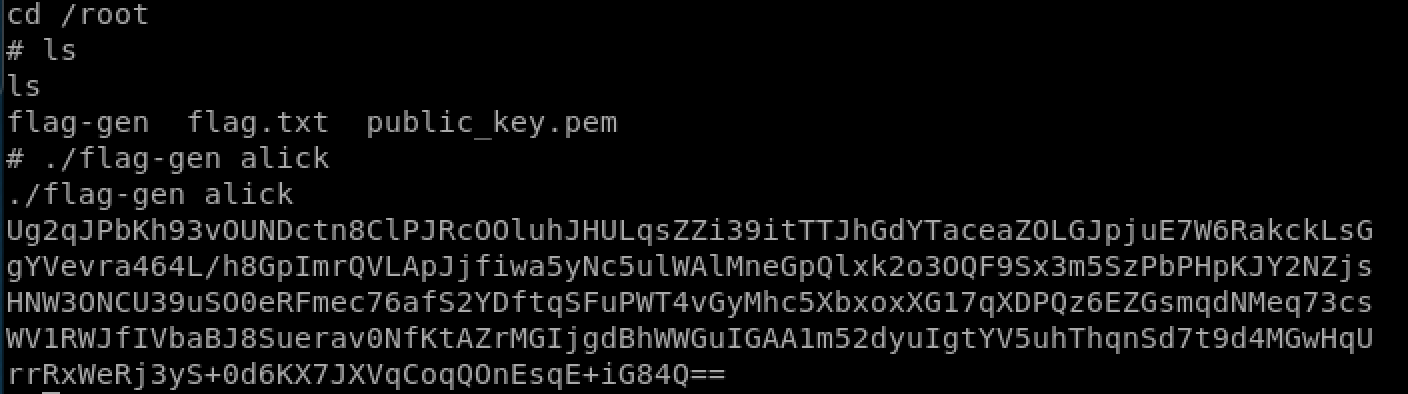 cd /root
# ls
ls
flag-gen  flag.txt  public_key.pem
# ./flag-gen alick
./flag-gen alick
Ug2qJPbKh93vOUNDctn8ClPJRcOOluhJHULqsZZi39itTTJhGdYTaceaZOLGJpjuE7W6RakckLsG
gYVevra464L/h8GpImrQVLApJjfiwa5yNc5ulWAlMneGpQlxk2o3OQF9Sx3m5SzPbPHpKJY2NZjs
HNW3ONCU39uSO0eRFmec76afS2YDftqSFuPWT4vGyMhc5XbxoxXG17qXDPQz6EZGsmqdNMeq73cs
WV1RWJfIVbaBJ8Suerav0NfKtAZrMGIjgdBhWWGuIGAA1m52dyuIgtYV5uhThqnSd7t9d4MGwHqU
rrRxWeRj3yS+0d6KX7JXVqCoqQOnEsqE+iG84Q==